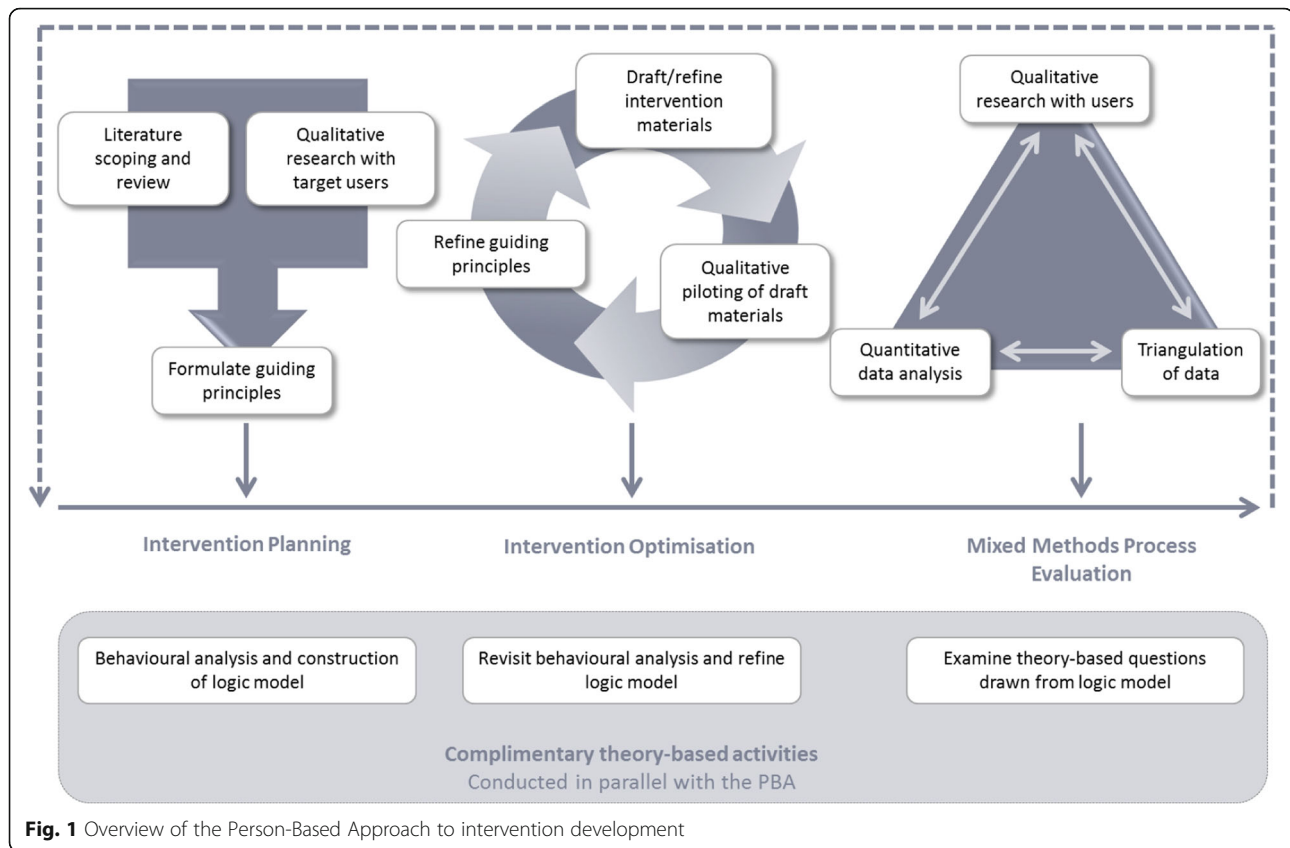 Literature
scoping and
review
Qualitative
research with
target users
Formulate guiding
principles
Draft/refine
intervention
materials
Refine guiding
principles
Qualitative
piloting of draft
materials
Qualitative
research with users
Quantitative
data analysis
Triangulation
of data
Intervention Planning
Intervention Optimisation
Mixed Methods Process
Evaluation
Behavioural analysis and construction
of logic model
Revisit behavioural analysis and refine
logic model
Examine theory-based questions
drawn from logic model
Complimentary theory-based activities
Conducted in parallel with the PBA
Fig. 1 Overview of the Person-Based Approach to intervention development